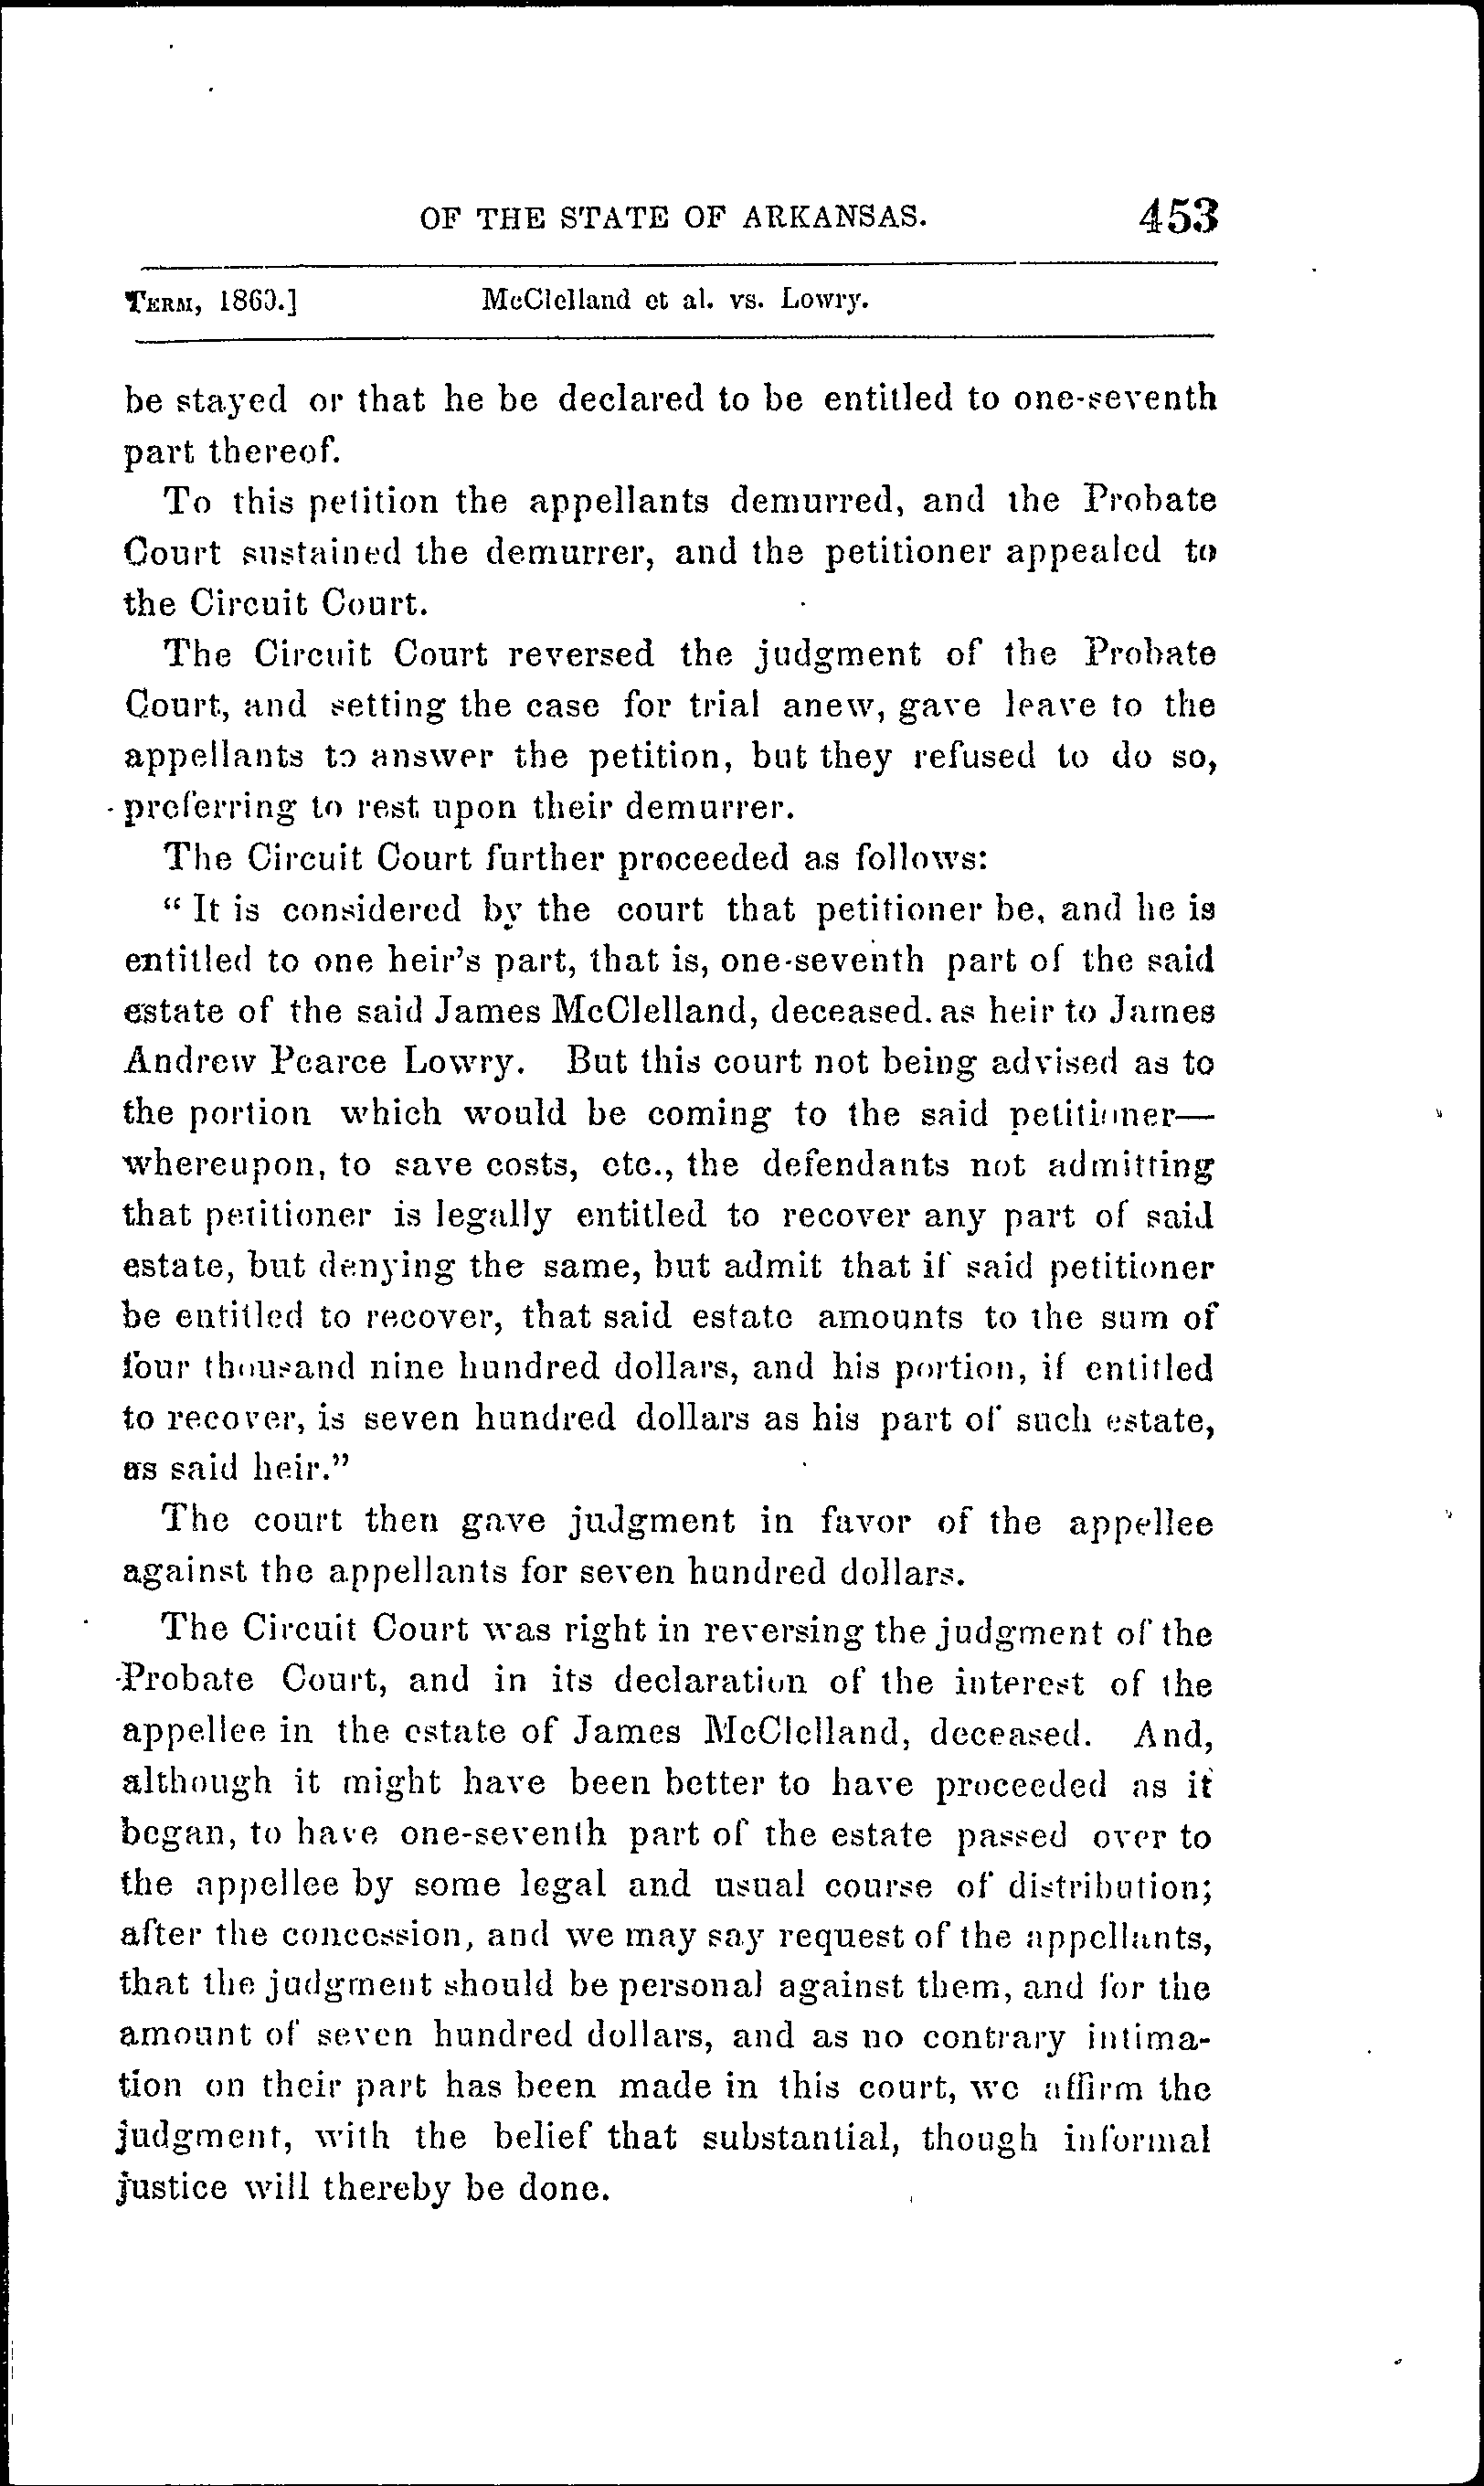 OF THE STATE OF ARKANSAS. 453
TERM, 1860.] McClelland et al. vs. Lowry.
be stayed or that he be declared to be entitled to one-seventh
part thereof.
To this petition the appellants demurred, and the Probate
Court sustained the demurrer, and the petitioner appealed to
the Circuit Court.
The Circuit Court reversed the judgment of the Probate
Court, and setting the case for trial anew, gave leave to the
appellants to answer the petition, but they refused to do so,
preferring to rest upon their demurrer.
The Circuit Court further proceeded as follows:
" It is considered by the court that petitioner be, and he is
entitled to one heir's part, that is, one-seventh part of the said
estate of the said James McClelland, deceased. as heir to James
Andrew Pearce Lowry. But this court not being advised as to
the portion which would be coming to the said petitioner—
whereupon, to save costs, etc., the defendants not admitting
that petitioner is legally entitled to recover any part of said
estate, but denying the same, but admit that if said petitioner
be entitled to recover, that said estate amounts to the sum of
four thousand nine hundred dollars, and his portion, if entitled
to recover, is seven hundred dollars as his part of such estate,
as said heir."
The court then gave judgment in favor of the appellee
against the appellants for seven hundred dollars.
The Circuit Court was right in reversing the judgment of the
Probate Court, and in its declaration of the interest of the
appellee in the estate of James McClelland, deceased. And,
although it might have been better to have proceeded as it
began, to have one-seventh part of the estate passed over to
the appellee by some legal and usual course of distribution;
after the concession, and we may say request of the appellants,
that the judgment should be personal against them, and for the
amount of seven hundred dollars, and as no contrary intima-
tion on their part has been made in this court, we affirm the
judgment, with the belief that substantial, though informal
justice will thereby be done.